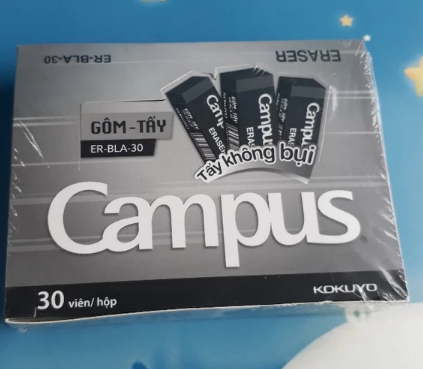 ER-BLA-30
ERASER
GÔM-TẨY
ER-BLA-30
Campus
Campus
Campus
ERASER
Tẩy không bụi
Campus
30 viên/hộp
KOKUYO